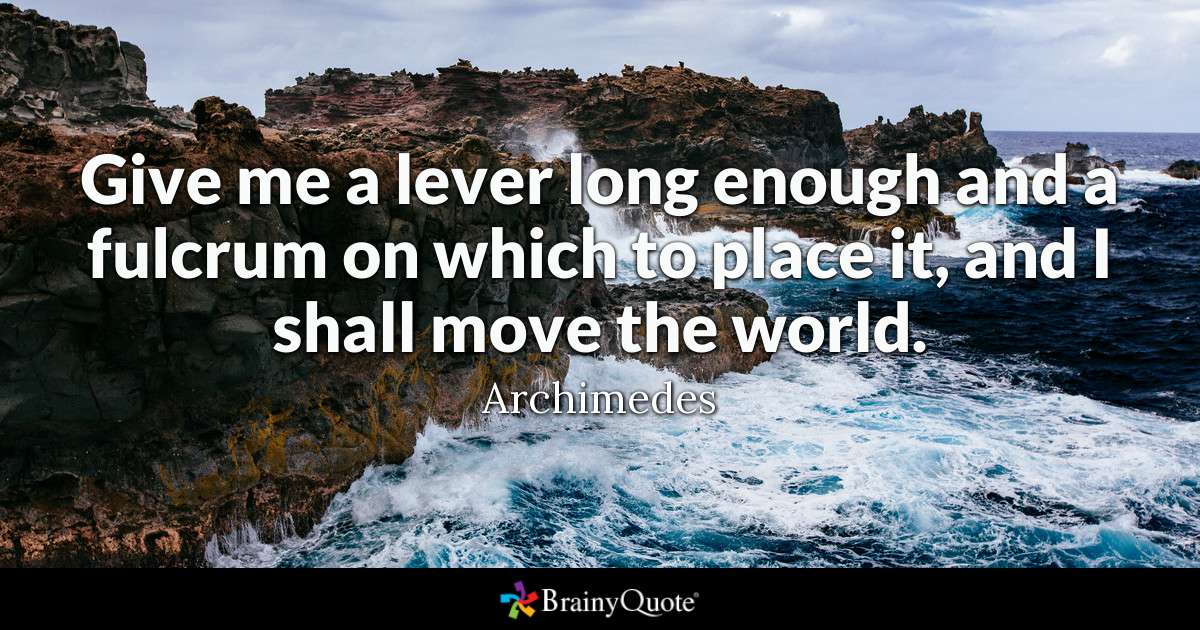 Give me a lever long enough and a
fulcrum on which to place it, and I
shall move the world.
Archimedes
BrainyQuote®